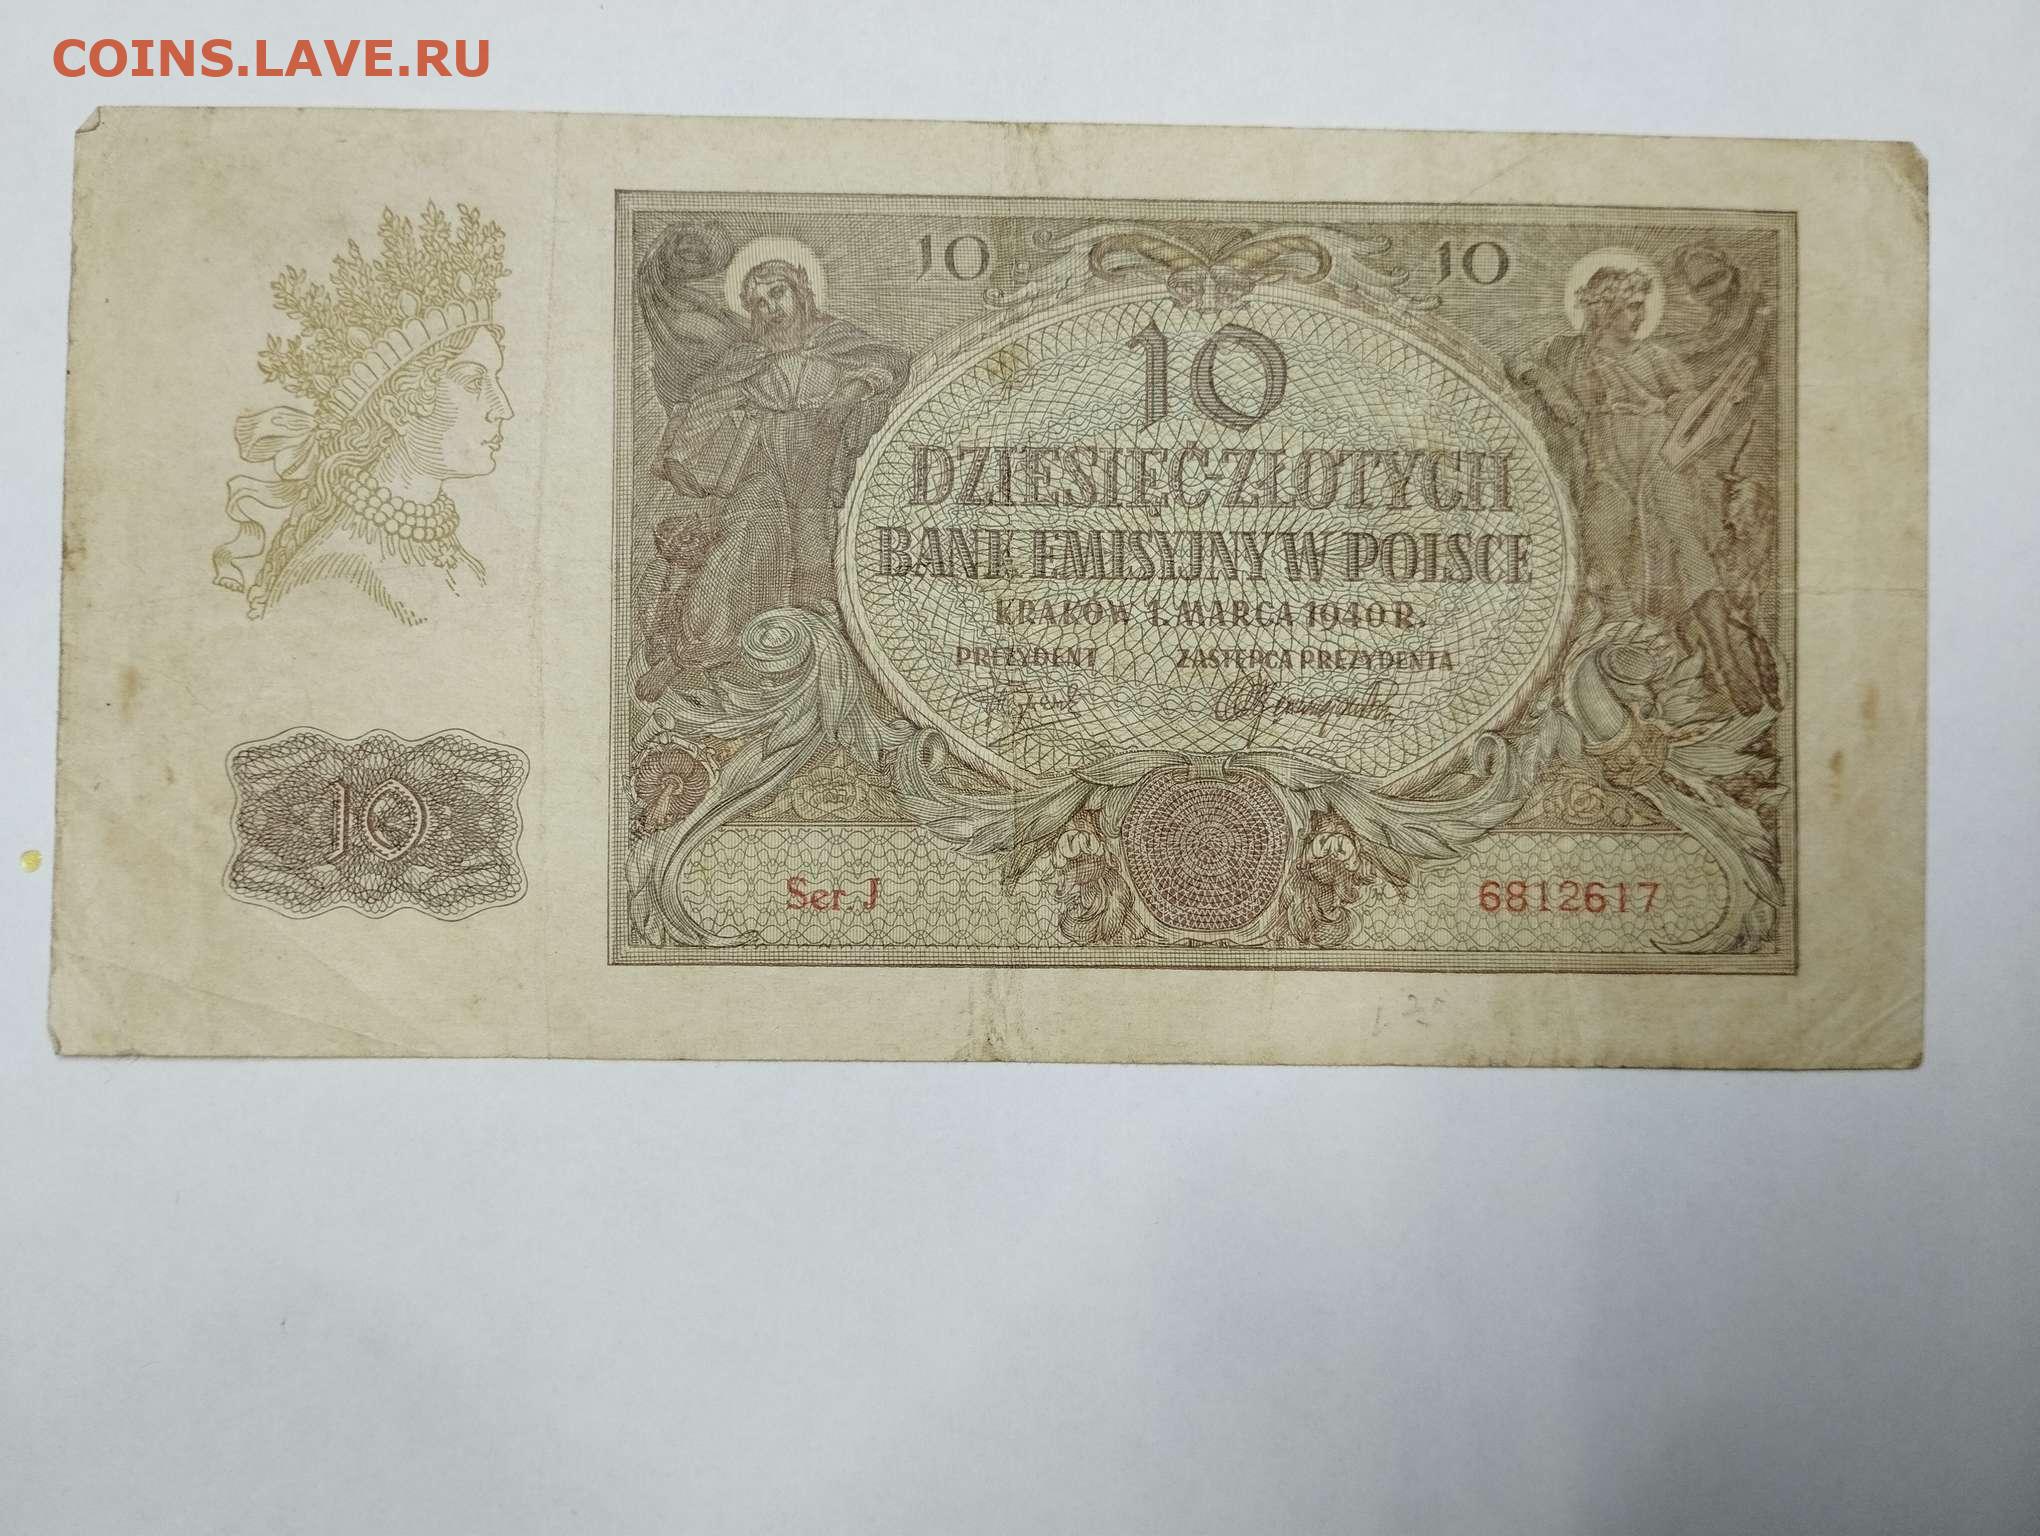 COINS.LAVE.RU
10 10
10
DZIESIĘĆ ZŁOTYCH
BANK EMISYJNY W POLSCE
KRAKÓW 1. MARCA 1940 R.
PREZYDENT ZASTĘPCA PREZYDENTA
10
Ser. J 6812617